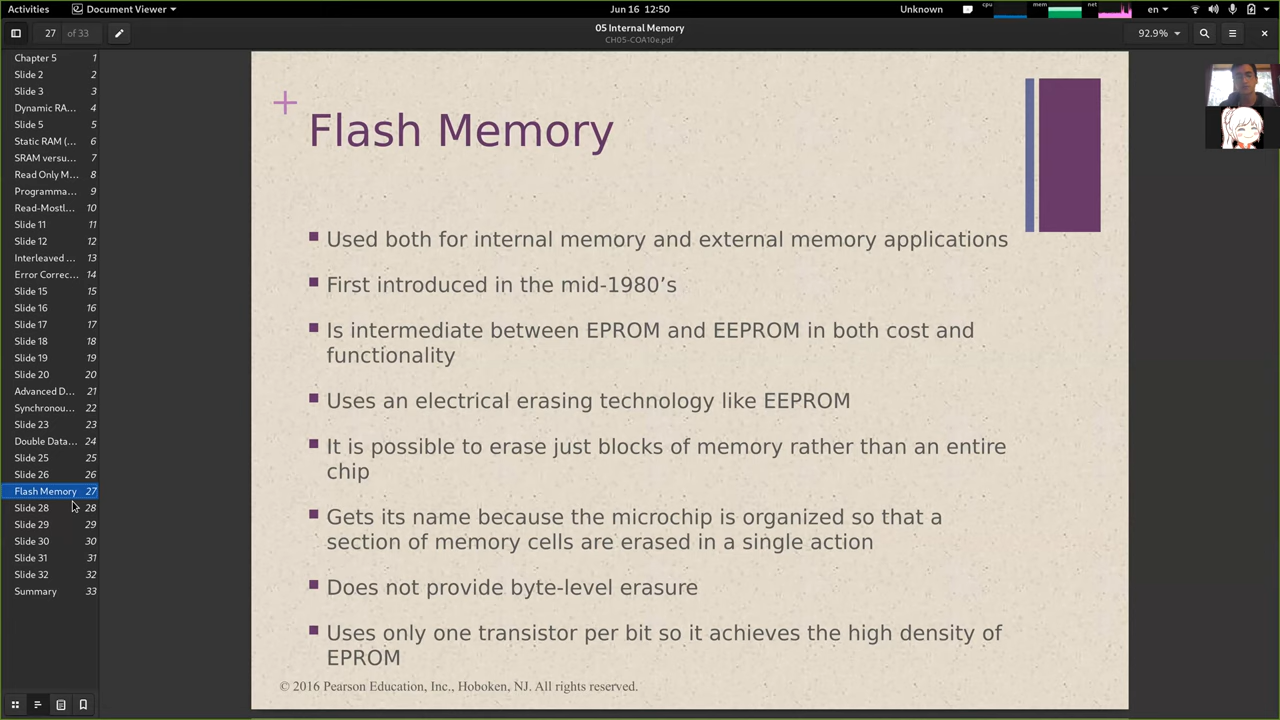 Activities
Document Viewer
Jun 16 12:50
Unknown
cpu
mem
net
en
27 of 33
05 Internal Memory
CH05-COA10e.pdf
92.9%
Chapter 5 1
Slide 2 2
Slide 3 3
Dynamic RA... 4
Slide 5 5
Static RAM (... 6
SRAM versu... 7
Read Only M... 8
Programma... 9
Read-Mostl... 10
Slide 11 11
Slide 12 12
Interleaved ... 13
Error Correc... 14
Slide 15 15
Slide 16 16
Slide 17 17
Slide 18 18
Slide 19 19
Slide 20 20
Advanced D... 21
Synchronou... 22
Slide 23 23
Double Data... 24
Slide 25 25
Slide 26 26
Flash Memory 27
Slide 28 28
Slide 29 29
Slide 30 30
Slide 31 31
Slide 32 32
Summary 33
+
Flash Memory
Used both for internal memory and external memory applications
First introduced in the mid-1980’s
Is intermediate between EPROM and EEPROM in both cost and
functionality
Uses an electrical erasing technology like EEPROM
It is possible to erase just blocks of memory rather than an entire
chip
Gets its name because the microchip is organized so that a
section of memory cells are erased in a single action
Does not provide byte-level erasure
Uses only one transistor per bit so it achieves the high density of
EPROM
© 2016 Pearson Education, Inc., Hoboken, NJ. All rights reserved.